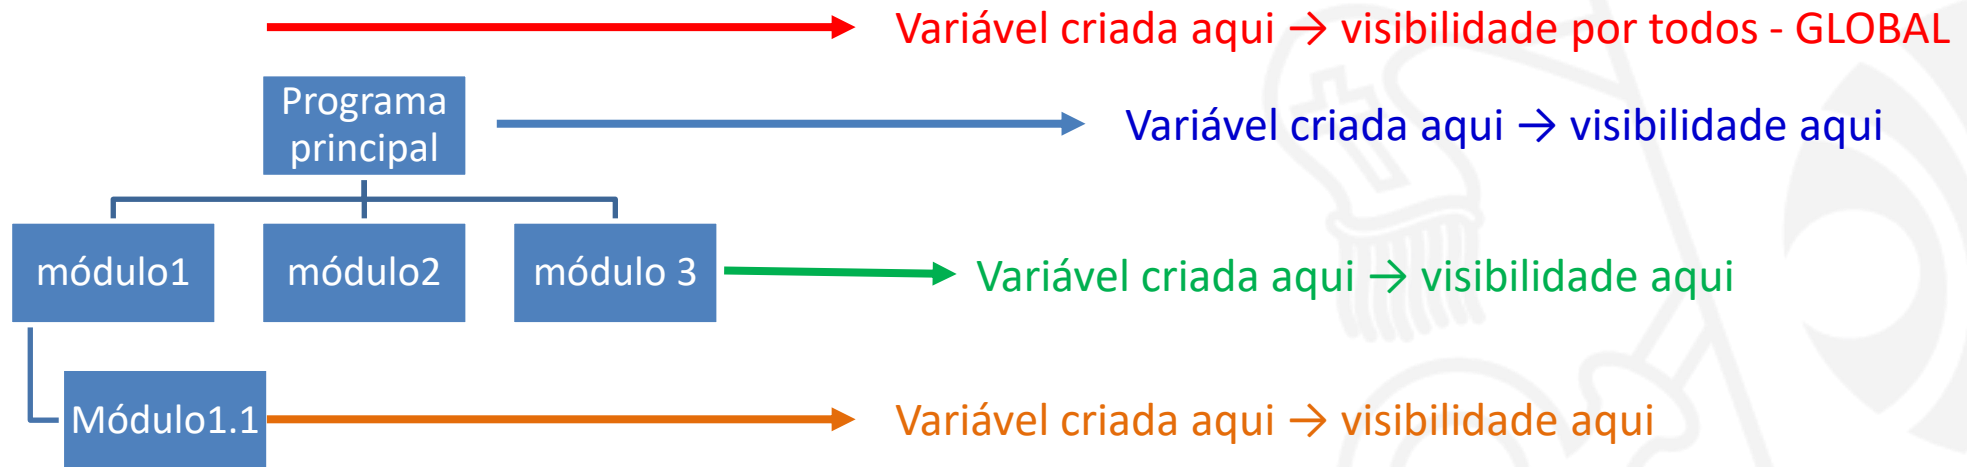 Variável criada aqui → visibilidade por todos - GLOBAL
Programa
principal
Variável criada aqui → visibilidade aqui
módulo1
módulo2
módulo 3
Variável criada aqui → visibilidade aqui
Módulo1.1
Variável criada aqui → visibilidade aqui